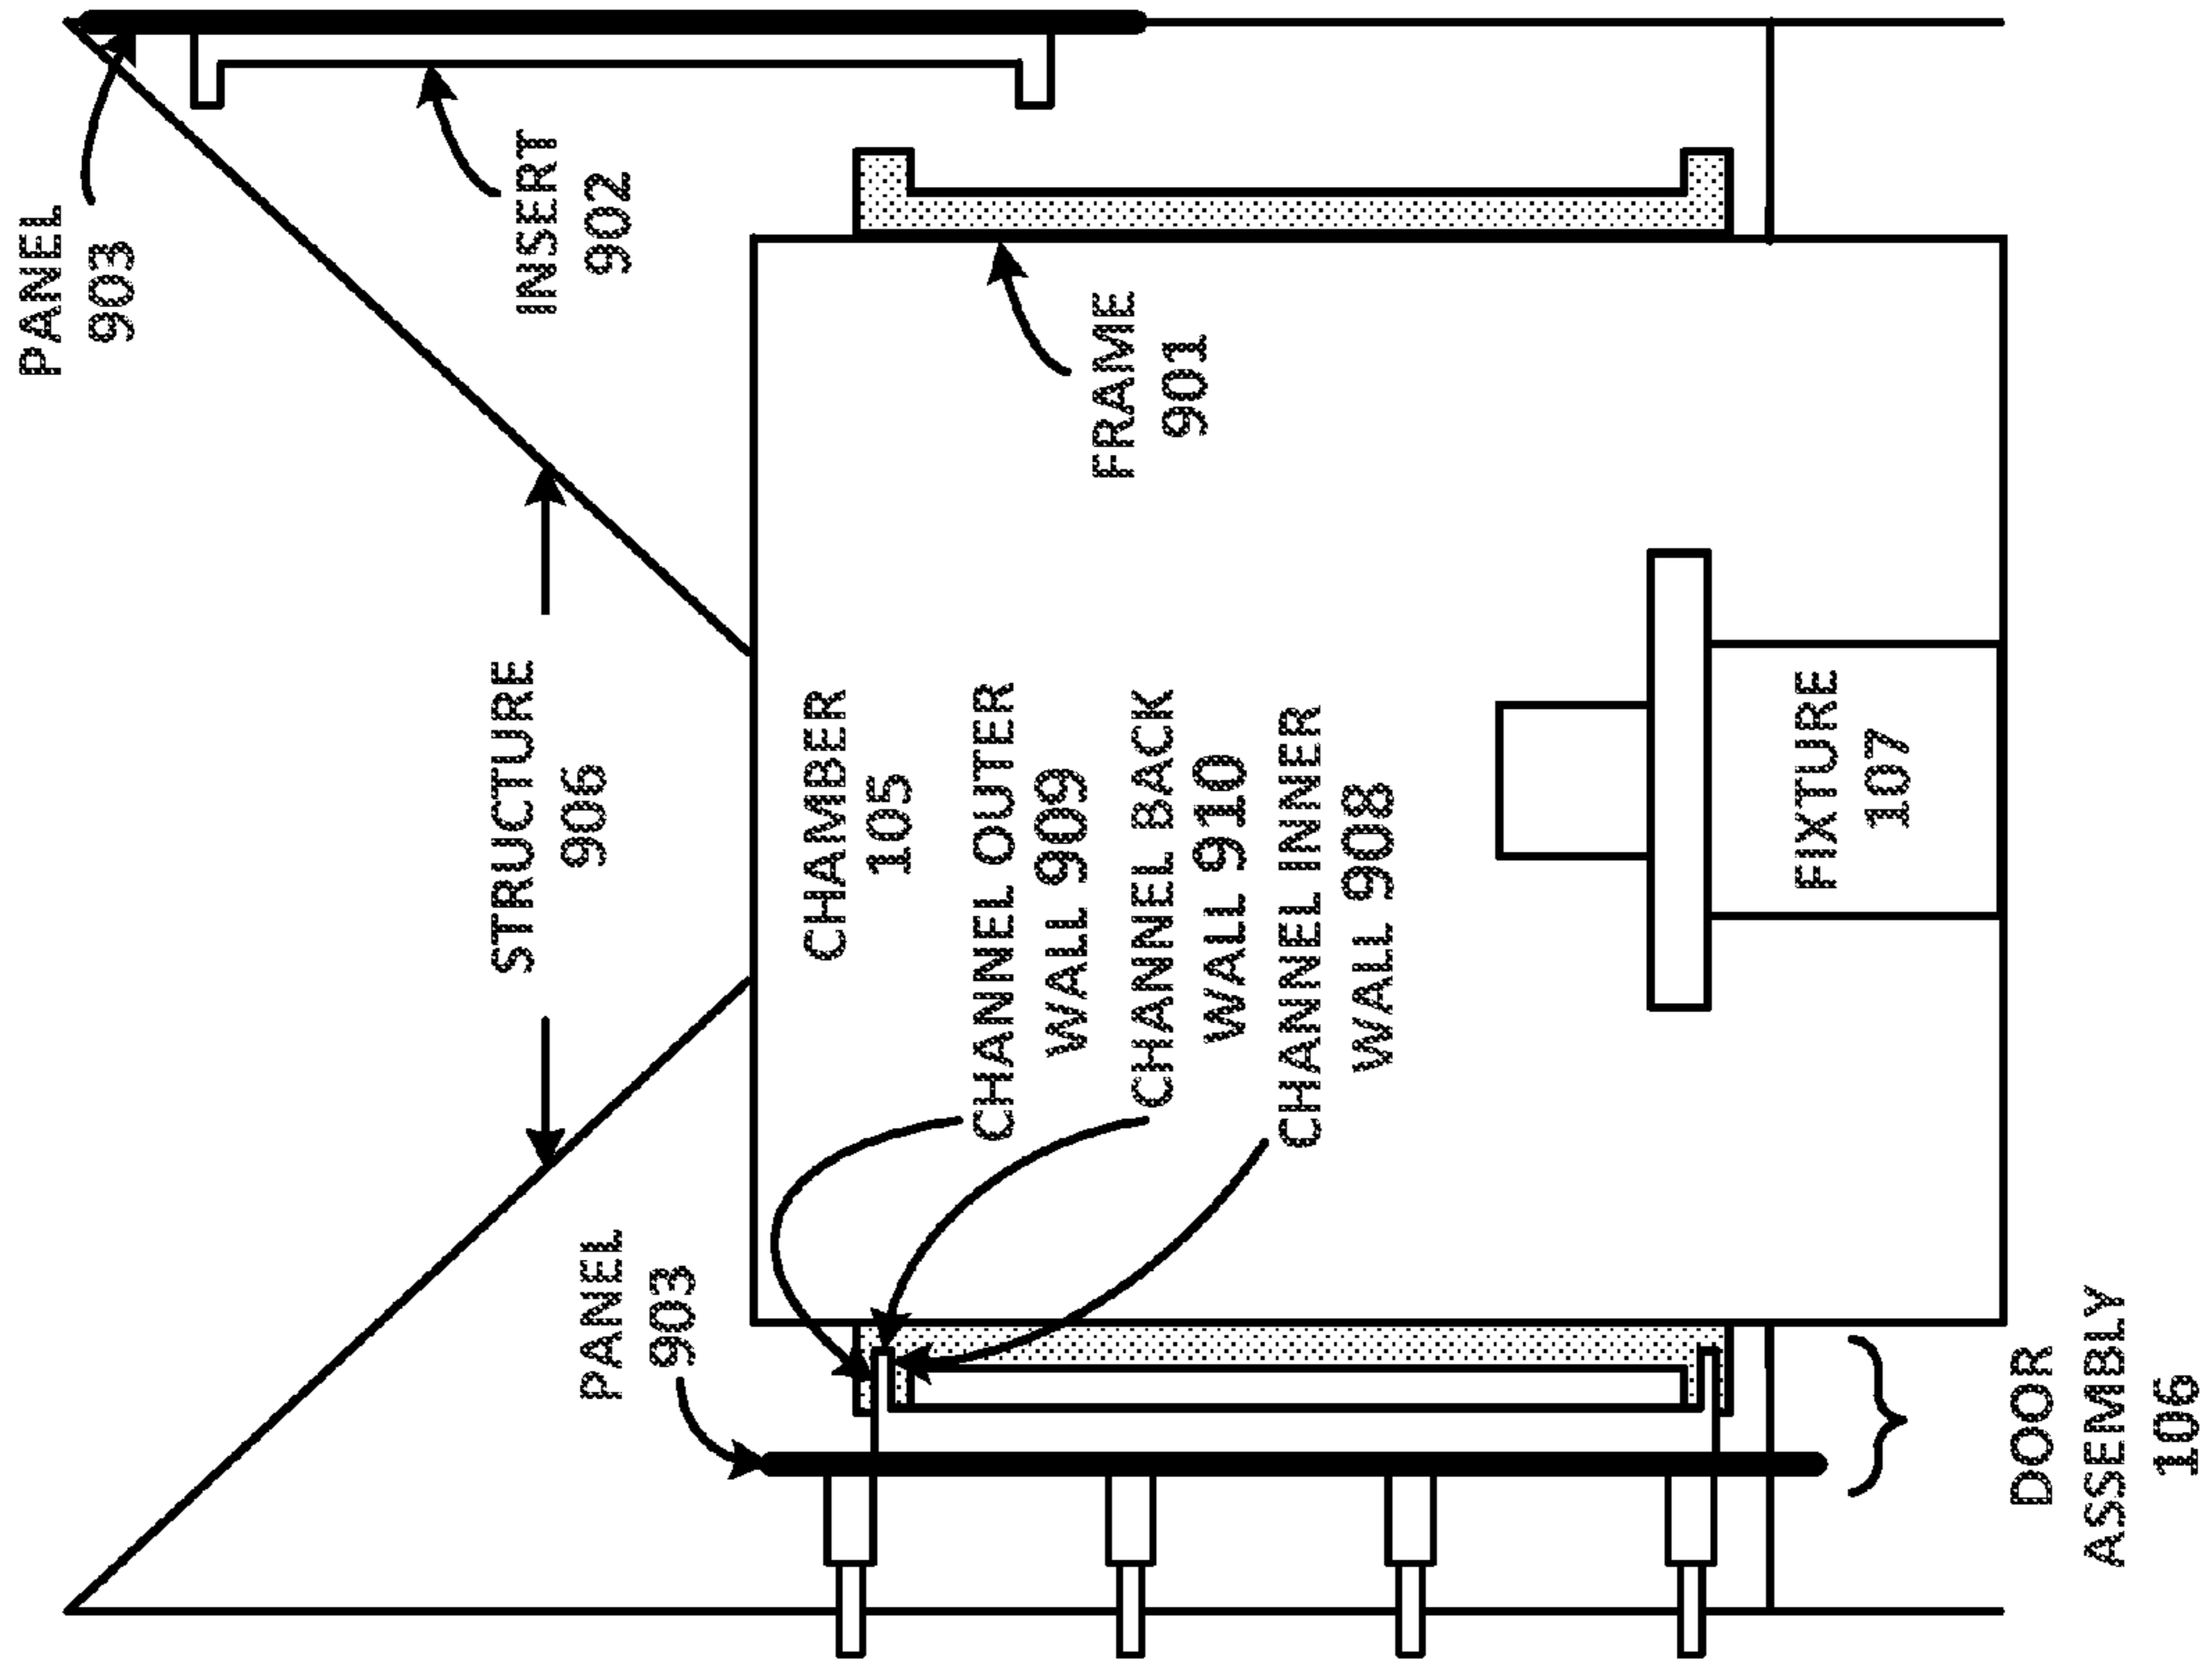 PANEL
903
INSERT
902
FRAME
901
STRUCTURE
906
CHAMBER
105
CHANNEL OUTER
WALL 909
CHANNEL BACK
WALL 910
CHANNEL INNER
WALL 908
FIXTURE
107
PANEL
903
DOOR
ASSEMBLY
106